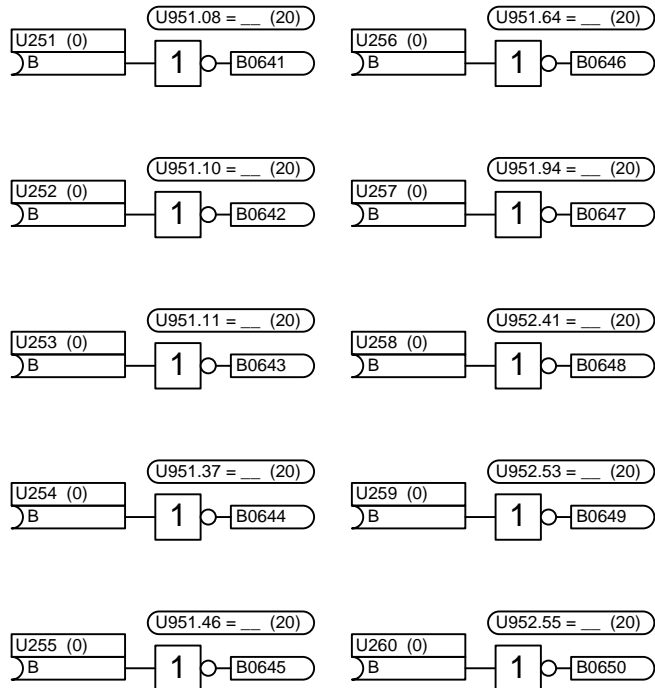 U951.08 = __ (20)
U251 (0)
B
1
B0641
U951.64 = __ (20)
U256 (0)
B
1
B0646
U951.10 = __ (20)
U252 (0)
B
1
B0642
U951.94 = __ (20)
U257 (0)
B
1
B0647
U951.11 = __ (20)
U253 (0)
B
1
B0643
U952.41 = __ (20)
U258 (0)
B
1
B0648
U951.37 = __ (20)
U254 (0)
B
1
B0644
U952.53 = __ (20)
U259 (0)
B
1
B0649
U951.46 = __ (20)
U255 (0)
B
1
B0645
U952.55 = __ (20)
U260 (0)
B
1
B0650